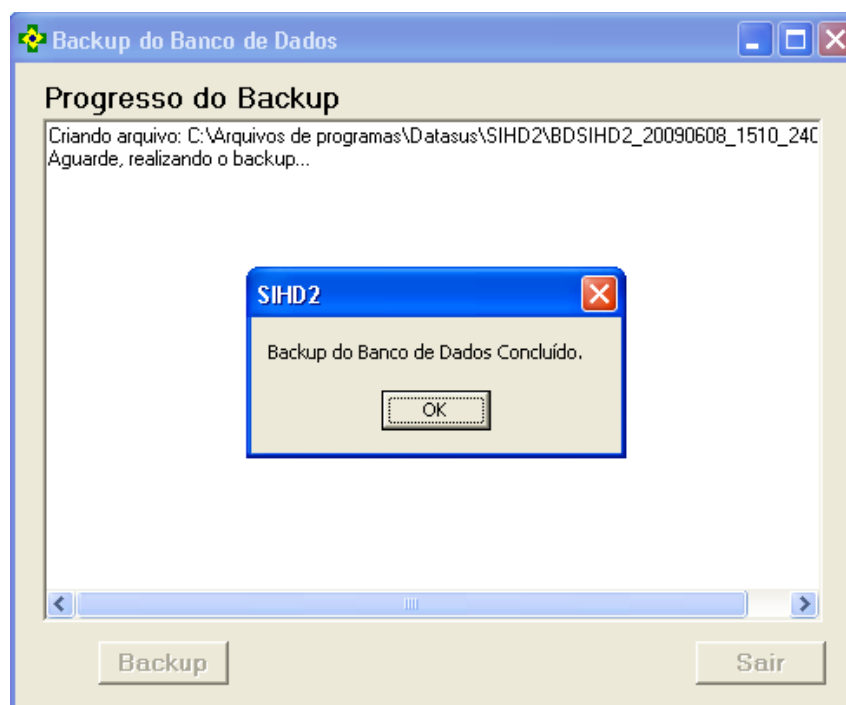 Backup do Banco de Dados
Progresso do Backup
Criando arquivo: C:\Arquivos de programas\Datasus\SIHD2\BDSIHD2_20090608_1510_240
Aguarde, realizando o backup...
SIHD2
Backup do Banco de Dados Concluído.
OK
Backup
Sair